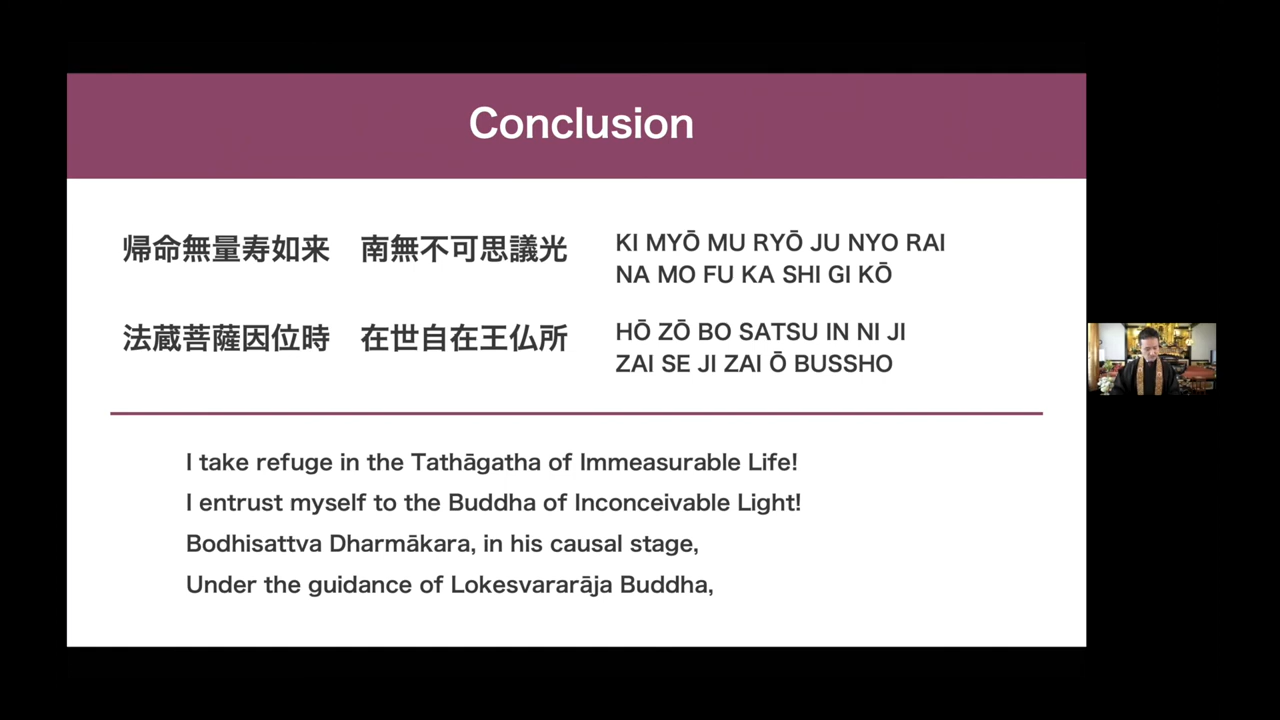 Conclusion
帰命無量寿如来　南無不可思議光
KI MYŌ MU RYŌ JU NYO RAI
NA MO FU KA SHI GI KŌ
法蔵菩薩因位時　在世自在王仏所
HŌ ZŌ BO SATSU IN NI JI
ZAI SE JI ZAI Ō BUSSHO
I take refuge in the Tathāgatha of Immeasurable Life!
I entrust myself to the Buddha of Inconceivable Light!
Bodhisattva Dharmākara, in his causal stage,
Under the guidance of Lokesvararāja Buddha,